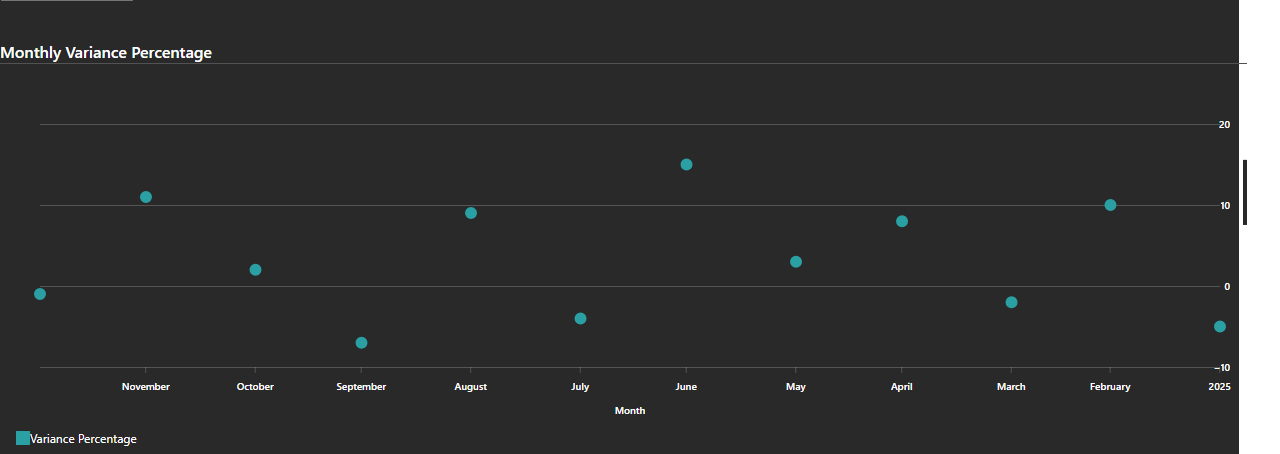 Monthly Variance Percentage
20
10
0
–10
November October September August July June May April March February 2025
Month
Variance Percentage